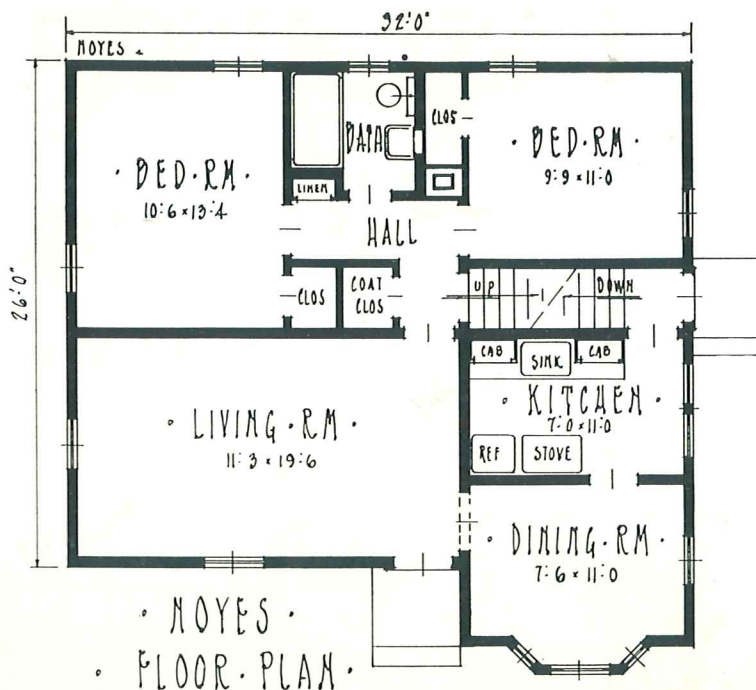 32'-0"
NOYES
BATH
CLOS
· BED·RM ·
10:6 × 13:4
· BED·RM ·
9:9 × 11:0
LINEN
HALL
26'-0"
CLOS
COAT
CLOS
UP
DOWN
CAB
SINK
CAB
· KITCHEN ·
7:0 × 11:0
REF
STOVE
· LIVING·RM ·
11:3 × 19:6
· DINING·RM ·
7:6 × 11:0
· NOYES ·
· FLOOR·PLAN ·